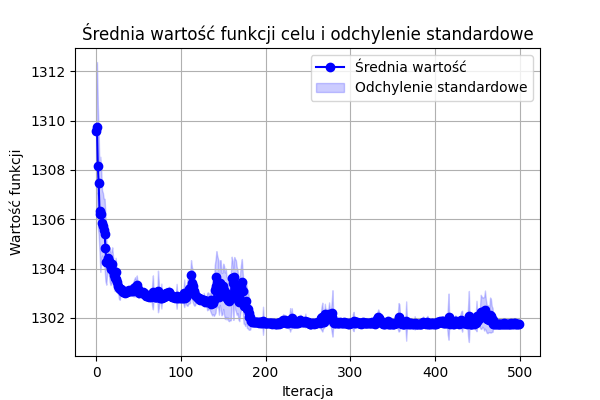 Średnia wartość funkcji celu i odchylenie standardowe
Średnia wartość
Odchylenie standardowe
Wartość funkcji
1312
1310
1308
1306
1304
1302
0 100 200 300 400 500
Iteracja